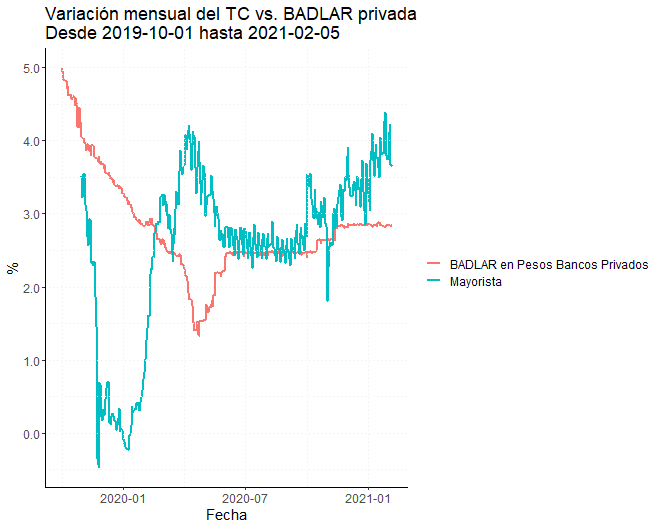 Variación mensual del TC vs. BADLAR privada
Desde 2019-10-01 hasta 2021-02-05
5.0
4.0
3.0
2.0
1.0
0.0
%
2020-01
2020-07
2021-01
Fecha
BADLAR en Pesos Bancos Privados
Mayorista